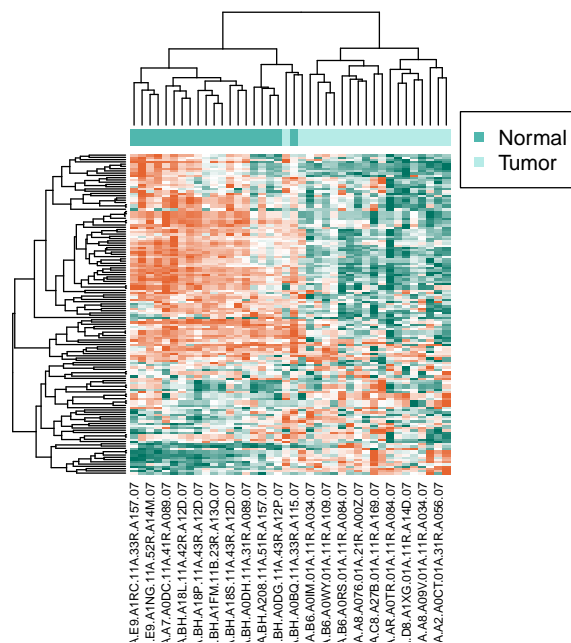 Normal
Tumor
.E9.A1RC.11A.33R.A157.07
.E9.A1NG.11A.52R.A14M.07
.A7.A0DC.11A.41R.A089.07
.BH.A18L.11A.42R.A12D.07
.BH.A18P.11A.43R.A12D.07
.BH.A1FM.11B.23R.A13Q.07
.BH.A18S.11A.43R.A12D.07
.BH.A0DH.11A.31R.A089.07
.BH.A208.11A.51R.A157.07
.BH.A0DG.11A.43R.A12P.07
.BH.A0BQ.11A.33R.A115.07
A.B6.A0IM.01A.11R.A034.07
A.B6.A0WY.01A.11R.A109.07
A.B6.A0RS.01A.11R.A084.07
A.A8.A076.01A.21R.A00Z.07
A.C8.A27B.01A.11R.A169.07
A.AR.A0TR.01A.11R.A084.07
A.D8.A1XG.01A.11R.A14D.07
A.A8.A09V.01A.11R.A034.07
A.A2.A0CT.01A.31R.A056.07